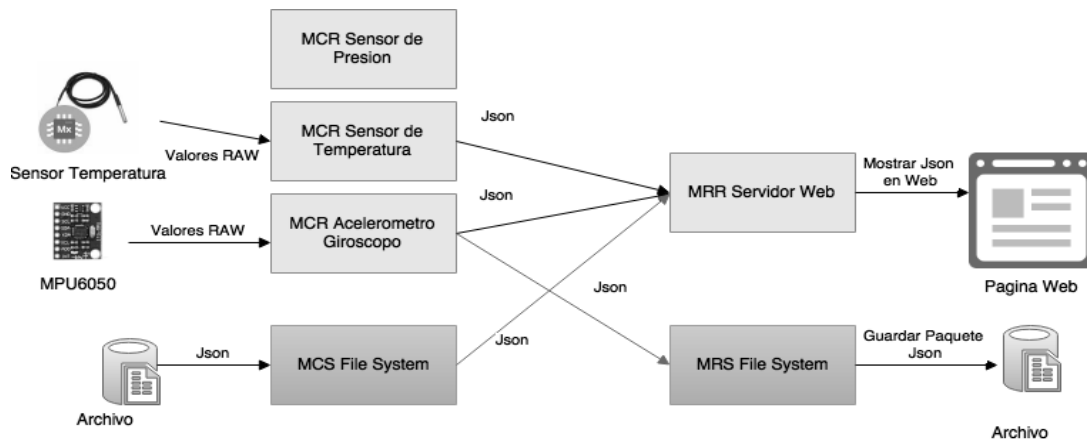 MCR Sensor de
Presion
Mx
Sensor Temperatura
Valores RAW
MCR Sensor de
Temperatura
Json
MPU6050
Valores RAW
MCR Acelerometro
Giroscopo
Json
Json
MRR Servidor Web
Mostrar Json
en Web
Pagina Web
Archivo
Json
MCS File System
Json
MRS File System
Guardar Paquete
Json
Archivo